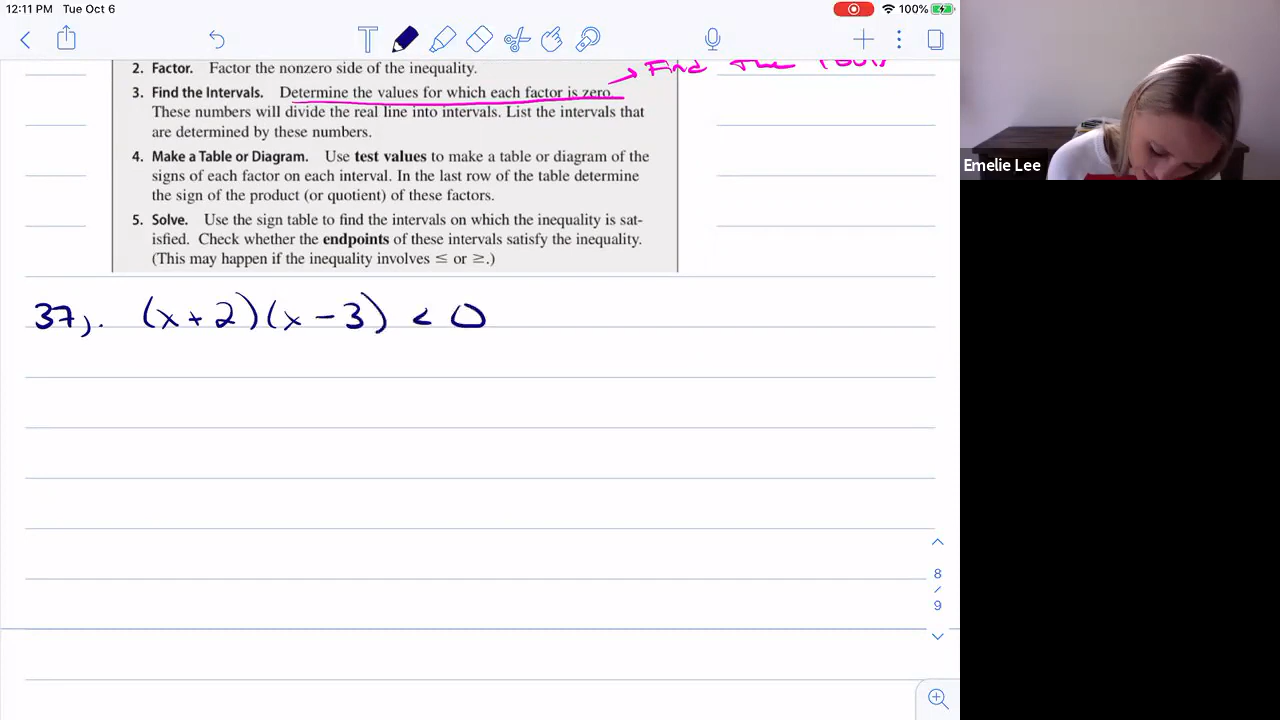 12:11 PM Tue Oct 6
100%
2. Factor. Factor the nonzero side of the inequality.
Find the
3. Find the Intervals. Determine the values for which each factor is zero.
These numbers will divide the real line into intervals. List the intervals that
are determined by these numbers.
4. Make a Table or Diagram. Use test values to make a table or diagram of the
signs of each factor on each interval. In the last row of the table determine
the sign of the product (or quotient) of these factors.
5. Solve. Use the sign table to find the intervals on which the inequality is sat-
isfied. Check whether the endpoints of these intervals satisfy the inequality.
(This may happen if the inequality involves ≤ or ≥.)
37). (x+2)(x-3) < 0
8
/
9
Emelie Lee